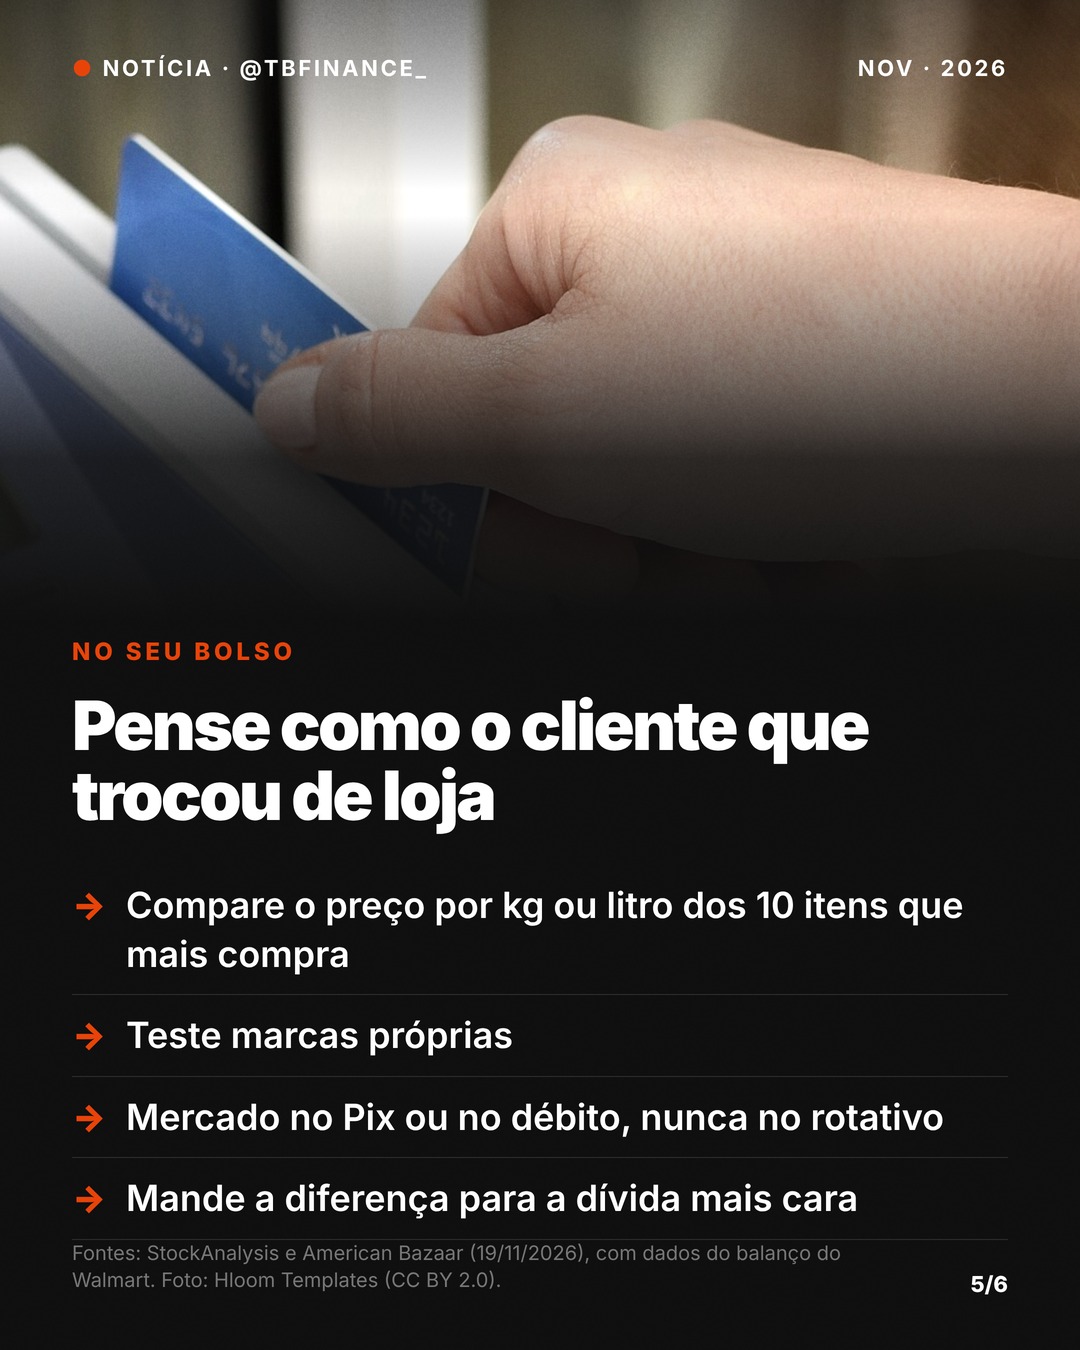 NOTÍCIA · @TBFINANCE_
NOV · 2026
NO SEU BOLSO
Pense como o cliente que
trocou de loja
→ Compare o preço por kg ou litro dos 10 itens que
mais compra
→ Teste marcas próprias
→ Mercado no Pix ou no débito, nunca no rotativo
→ Mande a diferença para a dívida mais cara
Fontes: StockAnalysis e American Bazaar (19/11/2026), com dados do balanço do
Walmart. Foto: Hloom Templates (CC BY 2.0).
5/6